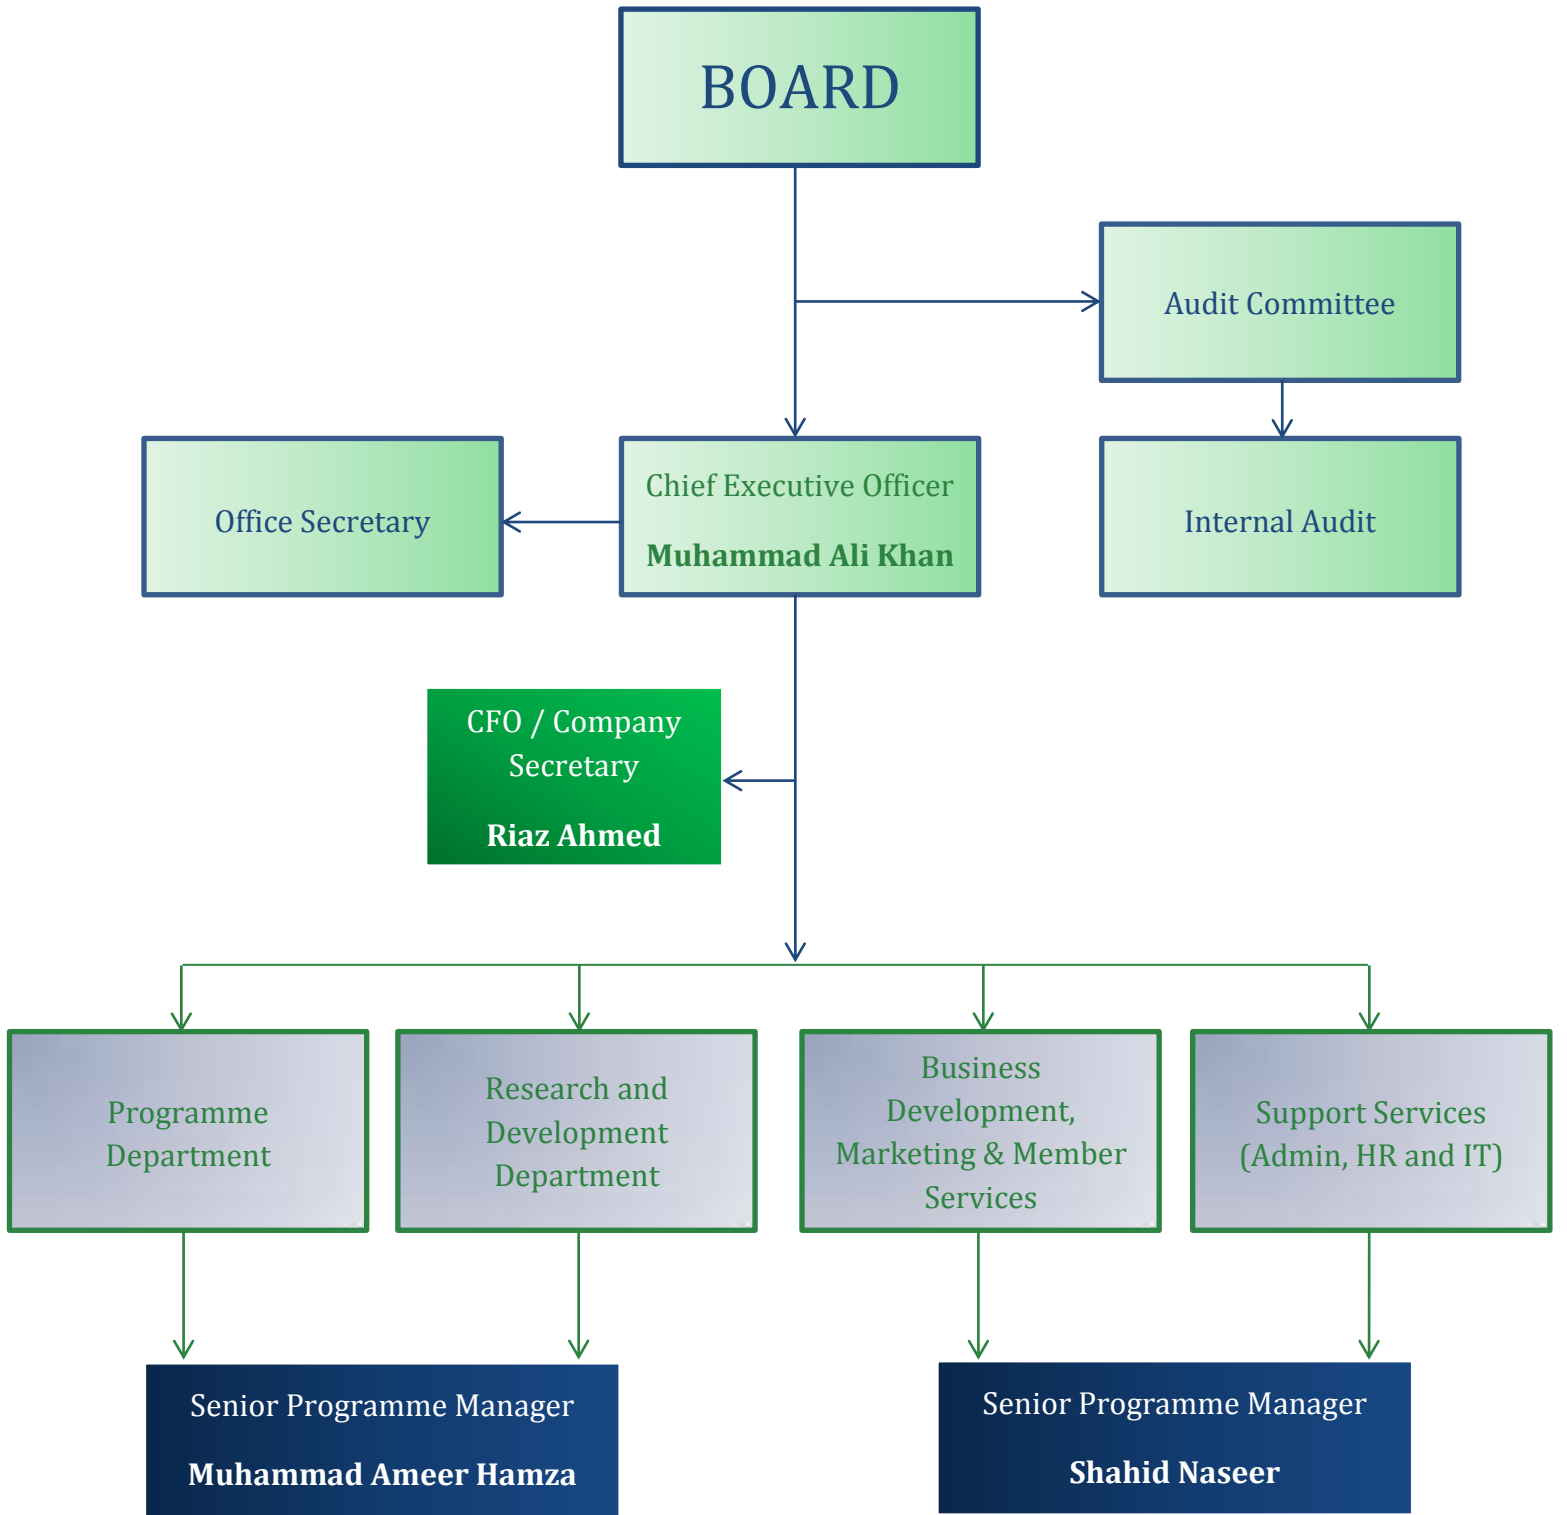 BOARD
Audit Committee
Office Secretary
Chief Executive Officer
Muhammad Ali Khan
Internal Audit
CFO / Company
Secretary
Riaz Ahmed
Programme
Department
Research and
Development
Department
Business
Development,
Marketing & Member
Services
Support Services
(Admin, HR and IT)
Senior Programme Manager
Muhammad Ameer Hamza
Senior Programme Manager
Shahid Naseer